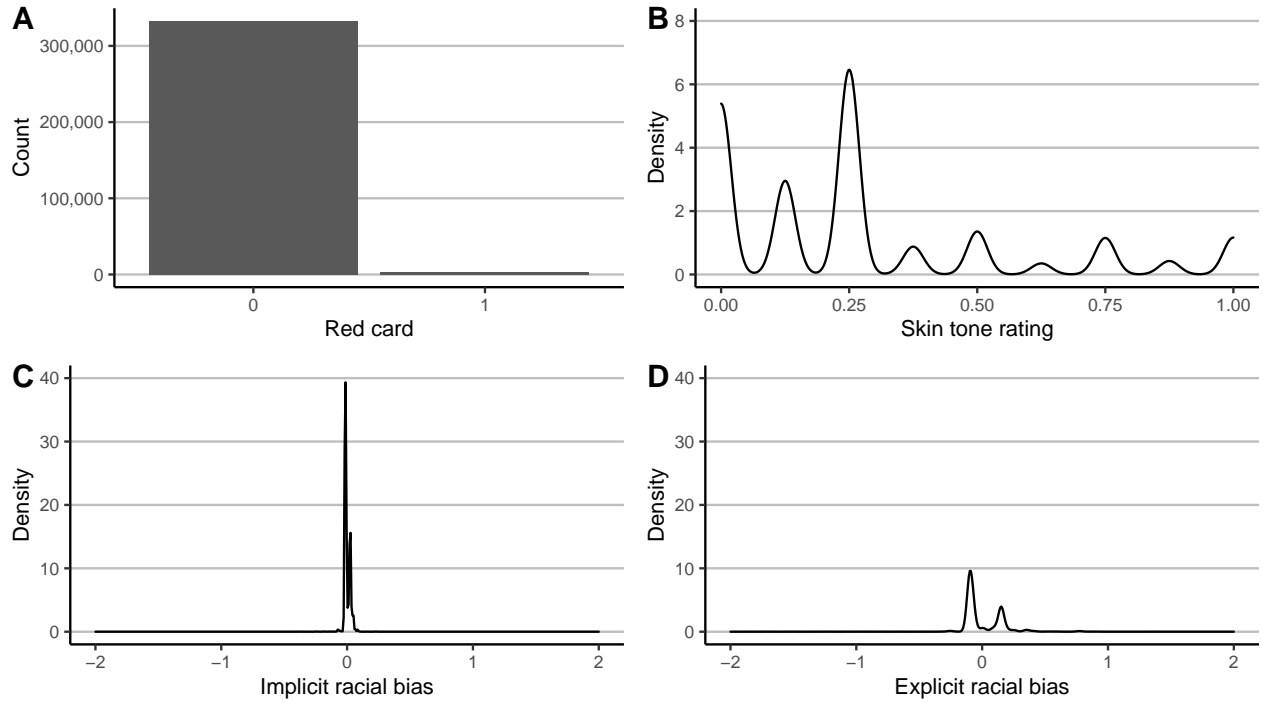 A
Count
300,000
200,000
100,000
0
0 1
Red card
B
Density
8
6
4
2
0
0.00 0.25 0.50 0.75 1.00
Skin tone rating
C
Density
40
30
20
10
0
−2 −1 0 1 2
Implicit racial bias
D
Density
40
30
20
10
0
−2 −1 0 1 2
Explicit racial bias